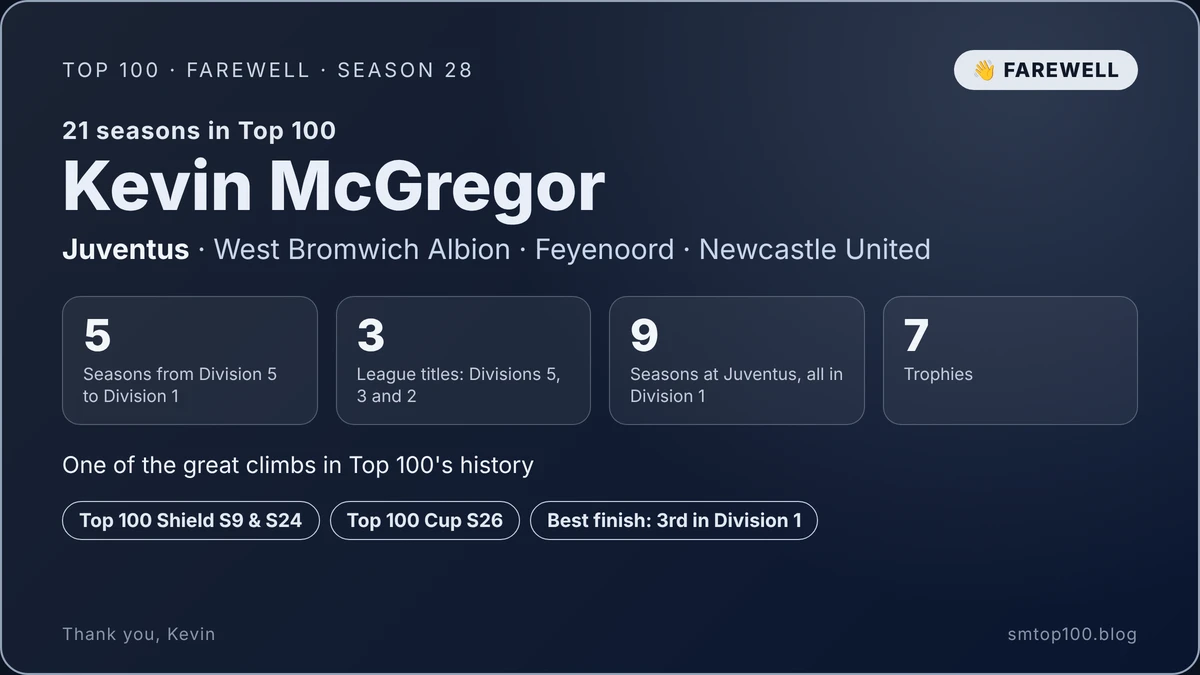 TOP 100 · FAREWELL · SEASON 28
👋 FAREWELL
21 seasons in Top 100
Kevin McGregor
Juventus · West Bromwich Albion · Feyenoord · Newcastle United
5
Seasons from Division 5
to Division 1
3
League titles: Divisions 5,
3 and 2
9
Seasons at Juventus, all in
Division 1
7
Trophies
One of the great climbs in Top 100's history
Top 100 Shield S9 & S24
Top 100 Cup S26
Best finish: 3rd in Division 1
Thank you, Kevin
smtop100.blog